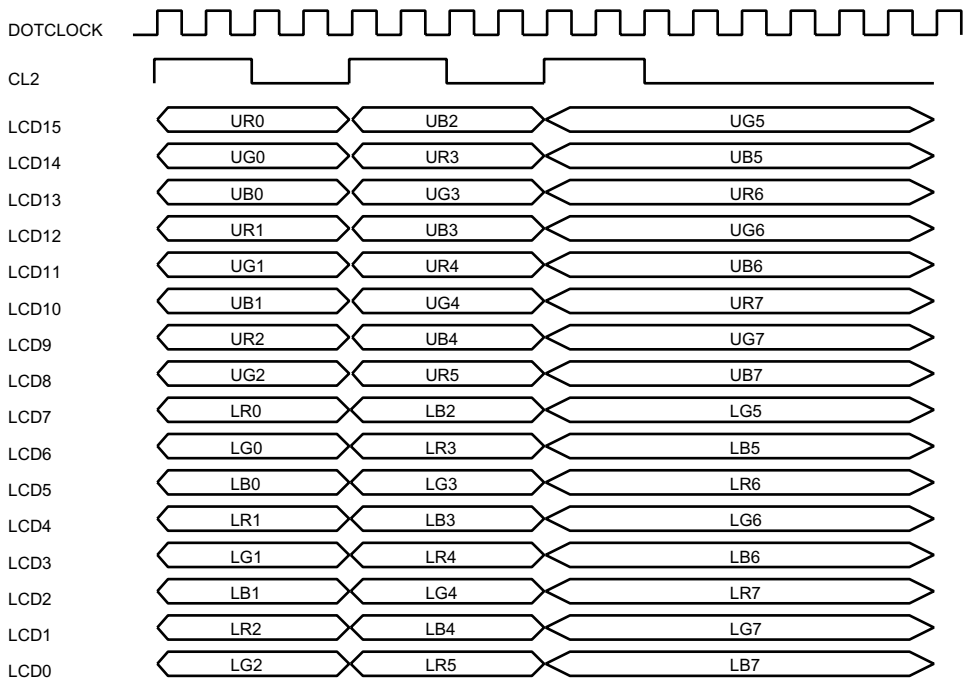 DOTCLOCK
CL2
LCD15 UR0 UB2 UG5
LCD14 UG0 UR3 UB5
LCD13 UB0 UG3 UR6
LCD12 UR1 UB3 UG6
LCD11 UG1 UR4 UB6
LCD10 UB1 UG4 UR7
LCD9 UR2 UB4 UG7
LCD8 UG2 UR5 UB7
LCD7 LR0 LB2 LG5
LCD6 LG0 LR3 LB5
LCD5 LB0 LG3 LR6
LCD4 LR1 LB3 LG6
LCD3 LG1 LR4 LB6
LCD2 LB1 LG4 LR7
LCD1 LR2 LB4 LG7
LCD0 LG2 LR5 LB7